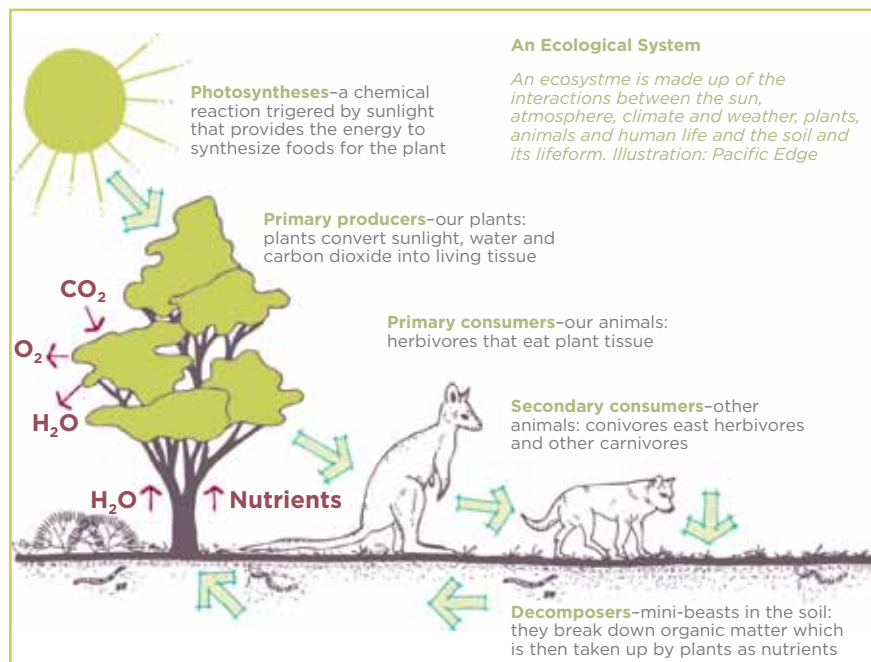 An Ecological System
An ecosystme is made up of the
interactions between the sun,
atmosphere, climate and weather, plants,
animals and human life and the soil and
its lifeform. Illustration: Pacific Edge
Photosyntheses–a chemical
reaction trigered by sunlight
that provides the energy to
synthesize foods for the plant
Primary producers–our plants:
plants convert sunlight, water and
carbon dioxide into living tissue
CO₂
O₂
H₂O
Primary consumers–our animals:
herbivores that eat plant tissue
Secondary consumers–other
animals: conivores east herbivores
and other carnivores
H₂O
Nutrients
Decomposers–mini-beasts in the soil:
they break down organic matter which
is then taken up by plants as nutrients